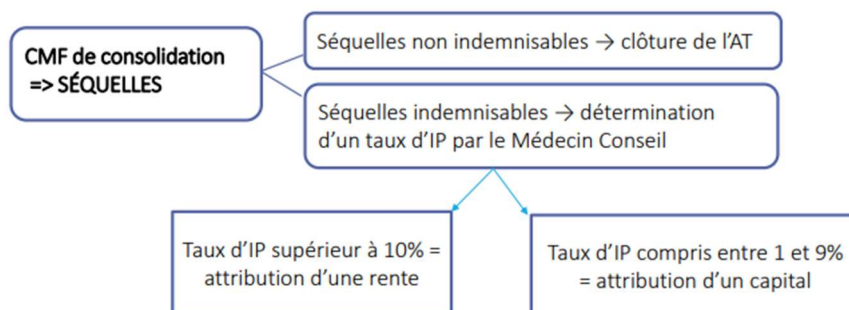 CMF de consolidation
=> SÉQUELLES
Séquelles non indemnisables → clôture de l’AT
Séquelles indemnisables → détermination
d’un taux d’IP par le Médecin Conseil
Taux d’IP supérieur à 10% =
attribution d’une rente
Taux d’IP compris entre 1 et 9%
= attribution d’un capital